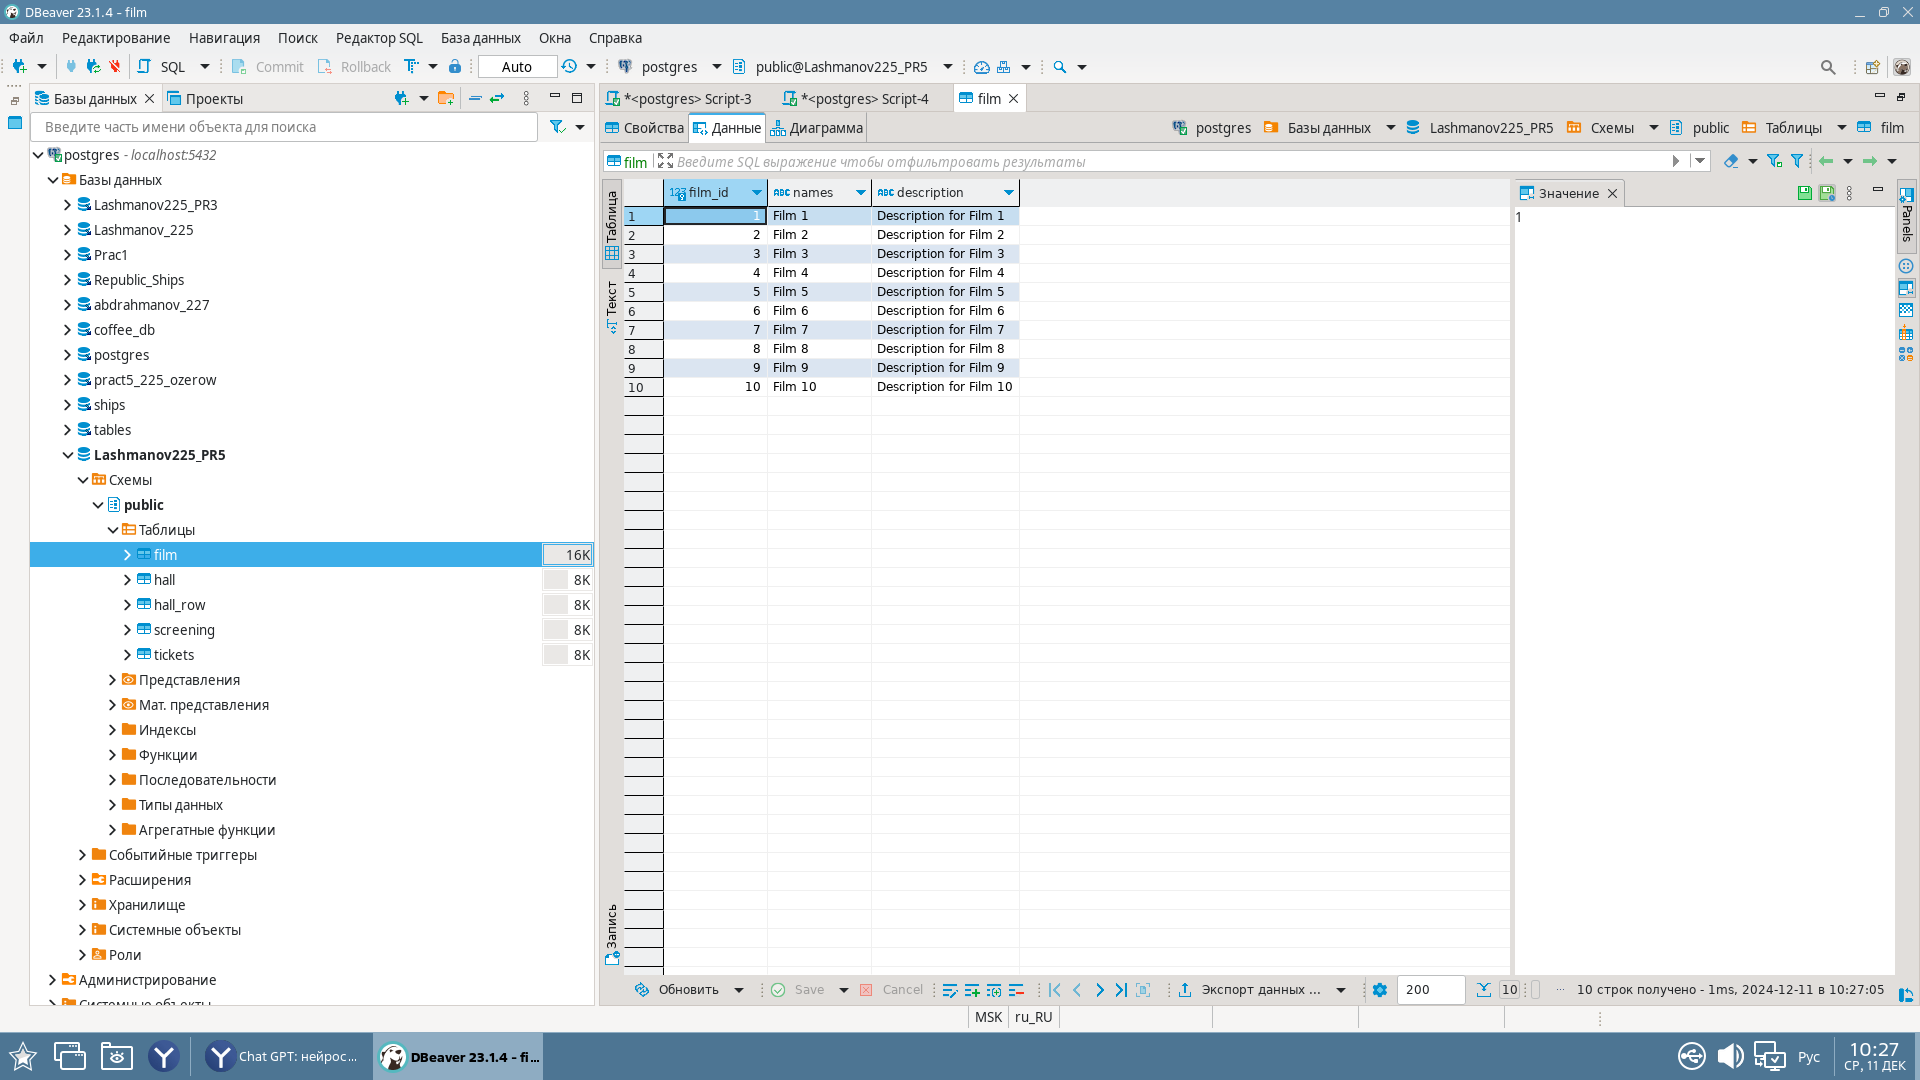 DBeaver 23.1.4 - film
Файл Редактирование Навигация Поиск Редактор SQL База данных Окна Справка
SQL Commit Rollback Auto postgres public@Lashmanov225_PR5
Базы данных Проекты
*<postgres> Script-3 *<postgres> Script-4 film
Введите часть имени объекта для поиска
Свойства Данные Диаграмма postgres Базы данных Lashmanov225_PR5 Схемы public Таблицы film
film Введите SQL выражение чтобы отфильтровать результаты
postgres - localhost:5432
Базы данных
Lashmanov225_PR3
Lashmanov_225
Prac1
Republic_Ships
abdrahmanov_227
coffee_db
postgres
pract5_225_ozerow
ships
tables
Lashmanov225_PR5
Схемы
public
Таблицы
film 16K
hall 8K
hall_row 8K
screening 8K
tickets 8K
Представления
Мат. представления
Индексы
Функции
Последовательности
Типы данных
Агрегатные функции
Событийные триггеры
Расширения
Хранилище
Системные объекты
Роли
Администрирование
Системные объекты
Таблица
Текст
Запись
123 film_id ABC names ABC description
1 1 Film 1 Description for Film 1
2 2 Film 2 Description for Film 2
3 3 Film 3 Description for Film 3
4 4 Film 4 Description for Film 4
5 5 Film 5 Description for Film 5
6 6 Film 6 Description for Film 6
7 7 Film 7 Description for Film 7
8 8 Film 8 Description for Film 8
9 9 Film 9 Description for Film 9
10 10 Film 10 Description for Film 10
Значение
1
Panels
Обновить Save Cancel Экспорт данных ... 200 10 10 строк получено - 1ms, 2024-12-11 в 10:27:05
MSK ru_RU
Chat GPT: нейрос... DBeaver 23.1.4 - fi... Рус 10:27
СР, 11 ДЕК